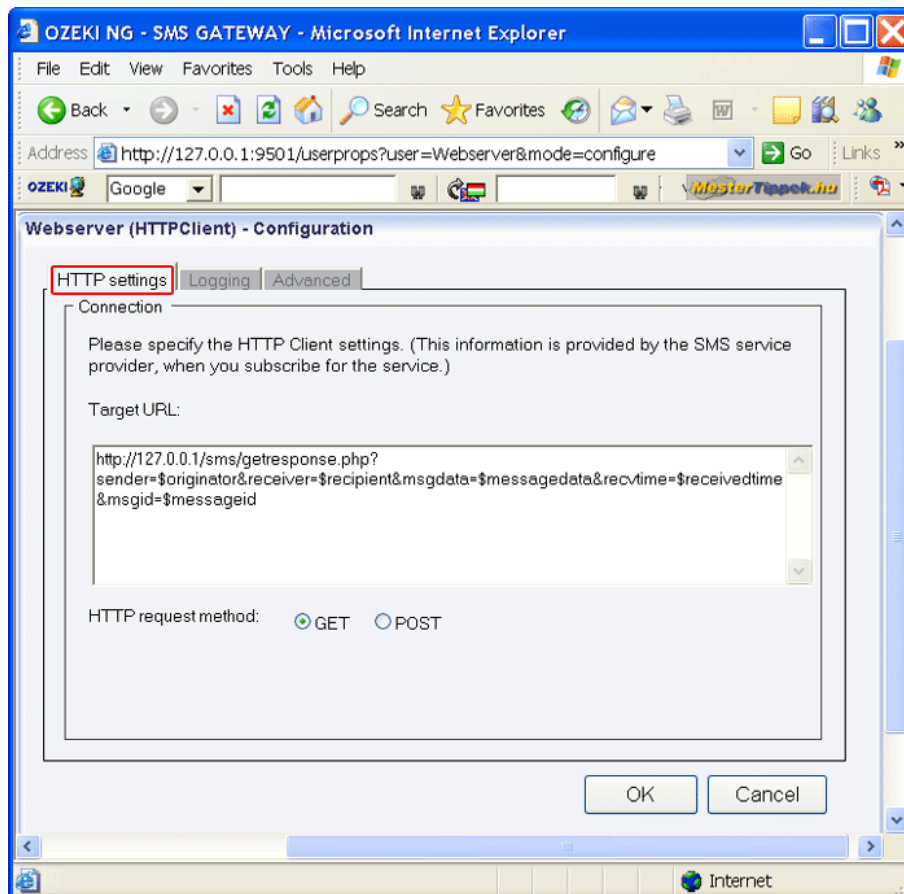 OZEKI NG - SMS GATEWAY - Microsoft Internet Explorer
File Edit View Favorites Tools Help
Back Search Favorites
Address http://127.0.0.1:9501/userprops?user=Webserver&mode=configure Go Links »
OZEKI Google MesterTippek.hu
Webserver (HTTPClient) - Configuration
HTTP settings Logging Advanced
Connection
Please specify the HTTP Client settings. (This information is provided by the SMS service
provider, when you subscribe for the service.)
Target URL:
http://127.0.0.1/sms/getresponse.php?
sender=$originator&receiver=$recipient&msgdata=$messagedata&recvtime=$receivedtime
&msgid=$messageid
HTTP request method: GET POST
OK Cancel
Internet